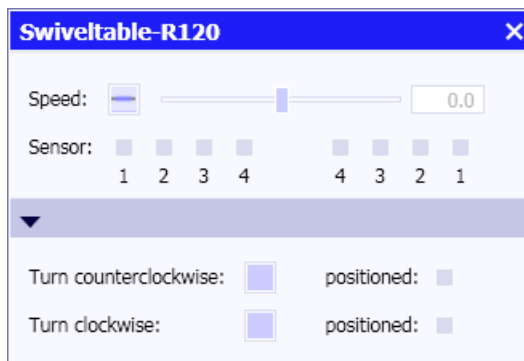 Swiveltable-R120
Speed: 0.0
Sensor:
1 2 3 4 4 3 2 1
Turn counterclockwise: positioned:
Turn clockwise: positioned: